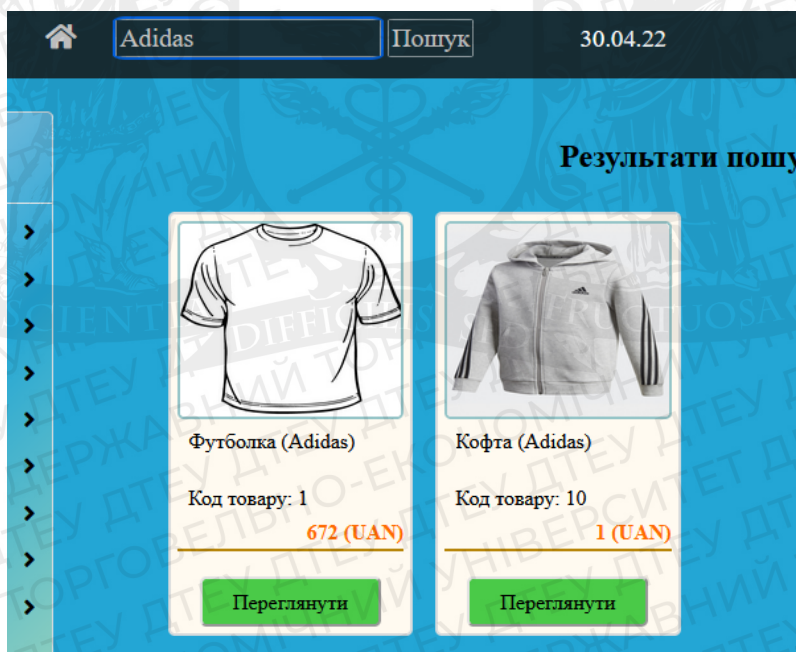 Adidas Пошук 30.04.22
Результати пошу
Футболка (Adidas) Кофта (Adidas)
Код товару: 1 Код товару: 10
672 (UAN) 1 (UAN)
Переглянути Переглянути